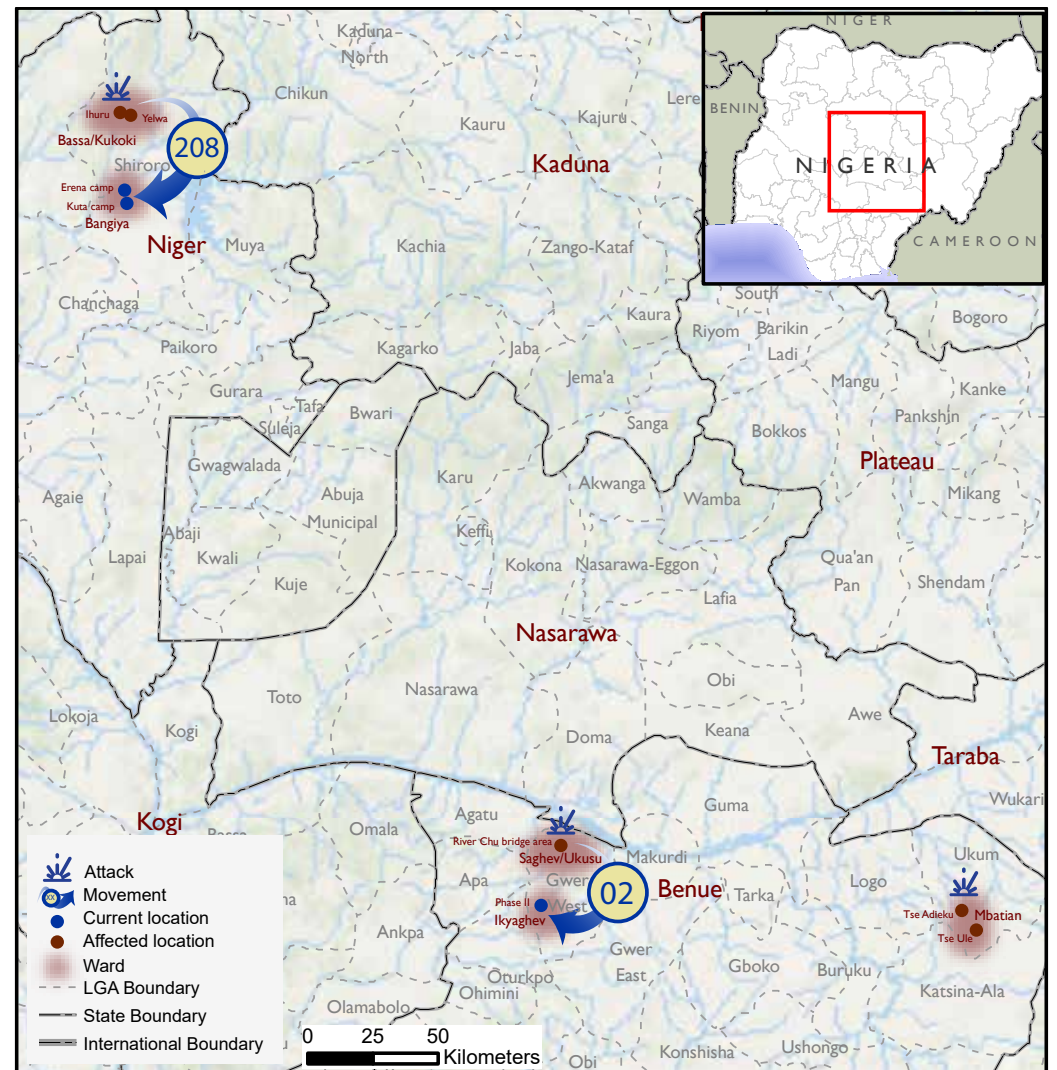 NIGER
BENIN
NIGERIA
CAMEROON
Kaduna
North
Chikun
Lere
Kajuru
Kauru
Ihuru
Yelwa
Bassa/Kukoki
208
Shiroro
Kaduna
Erena camp
Kuta camp
Bangiya
Niger
Muya
Kachia
Zango-Kataf
Chanchaga
South
Kaura
Riyom
Barikin
Ladi
Bogoro
Paikoro
Kagarko
Jaba
Jema'a
Mangu
Kanke
Gurara
Tafa
Bwari
Suleja
Sanga
Bokkos
Pankshin
Plateau
Gwagwalada
Karu
Akwanga
Wamba
Mikang
Agaie
Abuja
Municipal
Abaji
Keffi
Lapai
Kwali
Kokona
Nasarawa-Eggon
Qua'an
Pan
Shendam
Kuje
Lafia
Nasarawa
Toto
Nasarawa
Obi
Lokoja
Kogi
Doma
Keana
Awe
Taraba
Wukari
Guma
Kogi
Agatu
Omala
River Chu bridge area
Saghev/Ukusu
Makurdi
Ukum
Apa
Gwer
West
02
Benue
Tarka
Logo
Phase II
Ikyaghev
Tse Adieku
Mbatian
Tse Ule
Ankpa
Gwer
East
Gboko
Buruku
Oturkpo
Ohimini
Katsina-Ala
Olamabolo
Obi
Konshisha
Ushongo
Attack
XX
Movement
Current location
Affected location
Ward
LGA Boundary
State Boundary
International Boundary
0 25 50
Kilometers